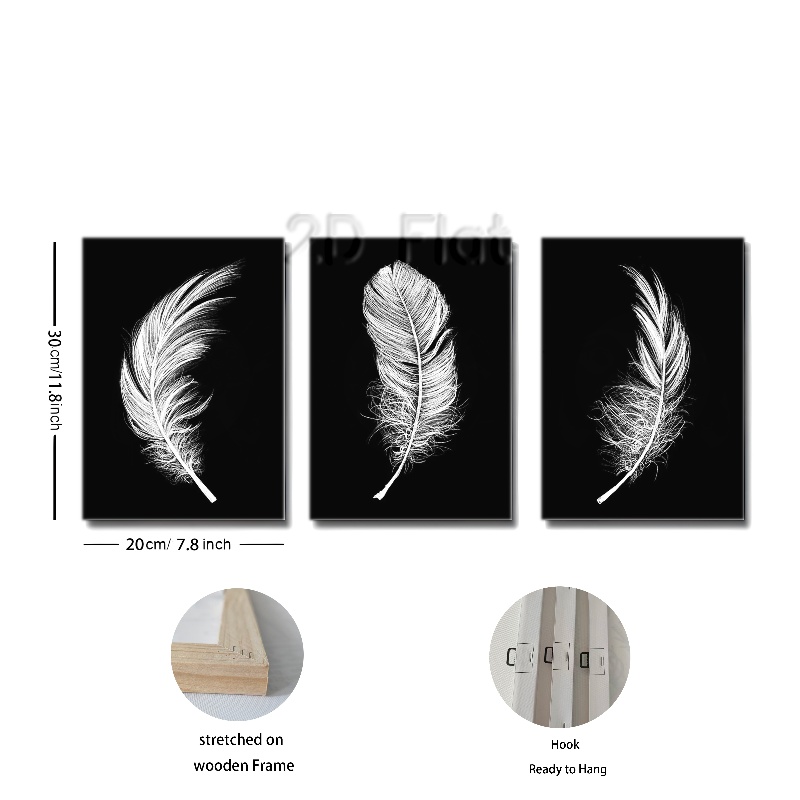 2D Flat
30cm/11.8inch
20cm/ 7.8 inch
stretched on
wooden Frame
Hook
Ready to Hang